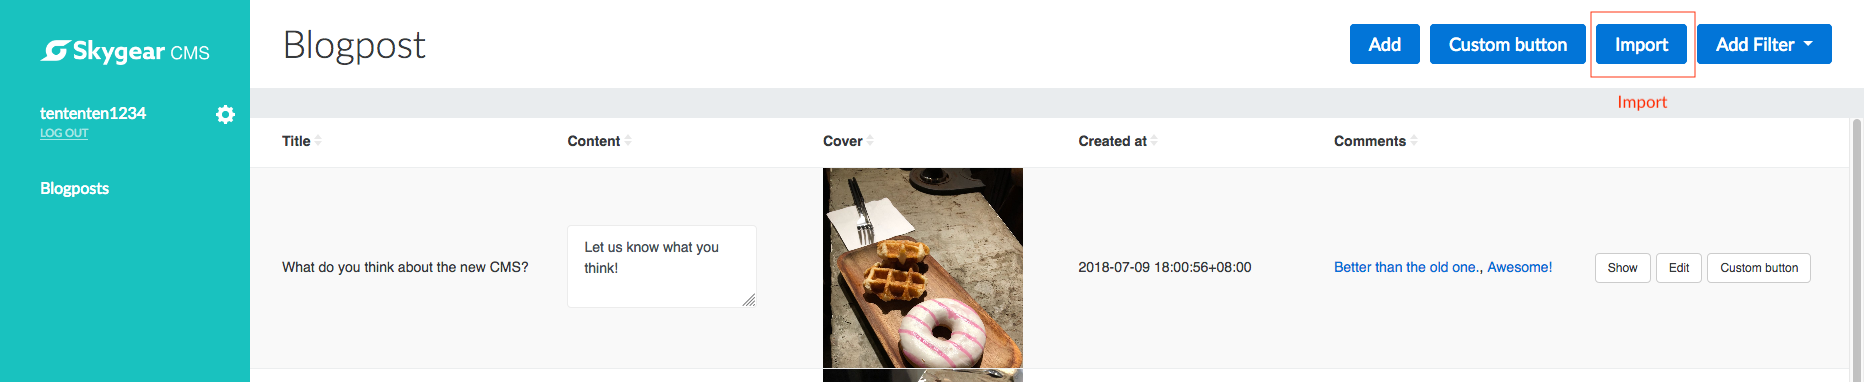 Skygear CMS
Blogpost
Add
Custom button
Import
Add Filter
tententen1234
LOG OUT
Import
Blogposts
Title
Content
Cover
Created at
Comments
What do you think about the new CMS?
Let us know what you
think!
2018-07-09 18:00:56+08:00
Better than the old one., Awesome!
Show
Edit
Custom button